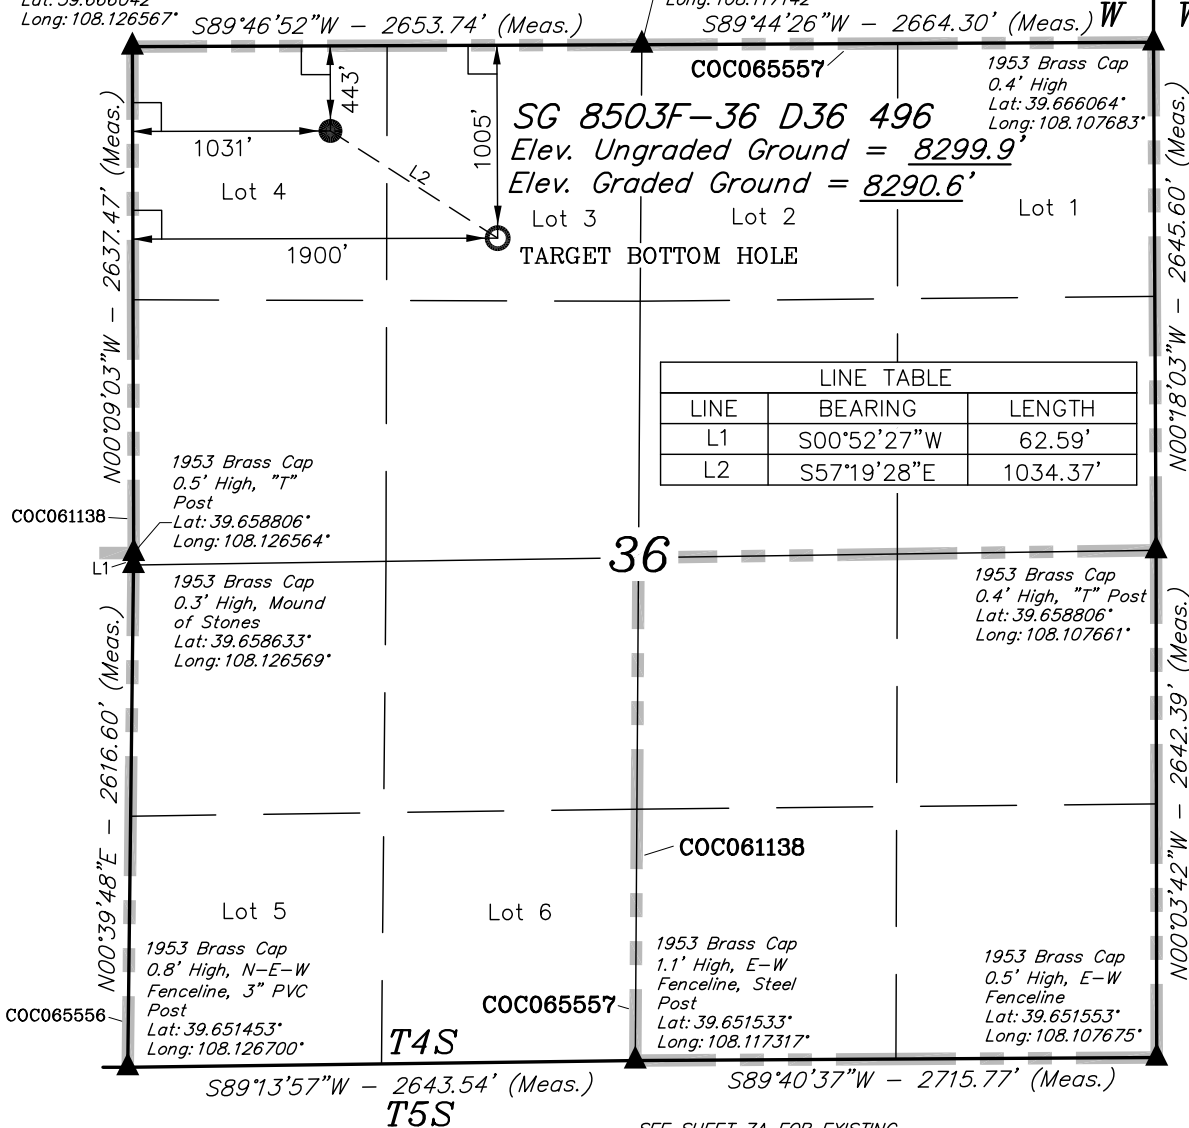 Long: 108.126567°
S89°46'52"W - 2653.74' (Meas.)
S89°44'26"W - 2664.30' (Meas.)
W
COC065557
1953 Brass Cap
0.4' High
Lat: 39.666064°
Long: 108.107683°
443'
1031'
1005'
L2
Lot 4
SG 8503F-36 D36 496
Elev. Ungraded Ground = 8299.9'
Elev. Graded Ground = 8290.6'
Lot 3
Lot 2
Lot 1
1900'
TARGET BOTTOM HOLE
N00°09'03"W - 2637.47' (Meas.)
N00°18'03"W - 2645.60' (Meas.)
LINE TABLE
LINE BEARING LENGTH
L1 S00°52'27"W 62.59'
L2 S57°19'28"E 1034.37'
1953 Brass Cap
0.5' High, "T"
Post
Lat: 39.658806°
Long: 108.126564°
COC061138
L1
36
1953 Brass Cap
0.3' High, Mound
of Stones
Lat: 39.658633°
Long: 108.126569°
1953 Brass Cap
0.4' High, "T" Post
Lat: 39.658806°
Long: 108.107661°
N00°39'48"E - 2616.60' (Meas.)
N00°03'42"W - 2642.39' (Meas.)
COC061138
Lot 5
Lot 6
1953 Brass Cap
0.8' High, N-E-W
Fenceline, 3" PVC
Post
Lat: 39.651453°
Long: 108.126700°
COC065556
COC065557
1953 Brass Cap
1.1' High, E-W
Fenceline, Steel
Post
Lat: 39.651533°
Long: 108.117317°
1953 Brass Cap
0.5' High, E-W
Fenceline
Lat: 39.651553°
Long: 108.107675°
T4S
S89°13'57"W - 2643.54' (Meas.)
S89°40'37"W - 2715.77' (Meas.)
T5S